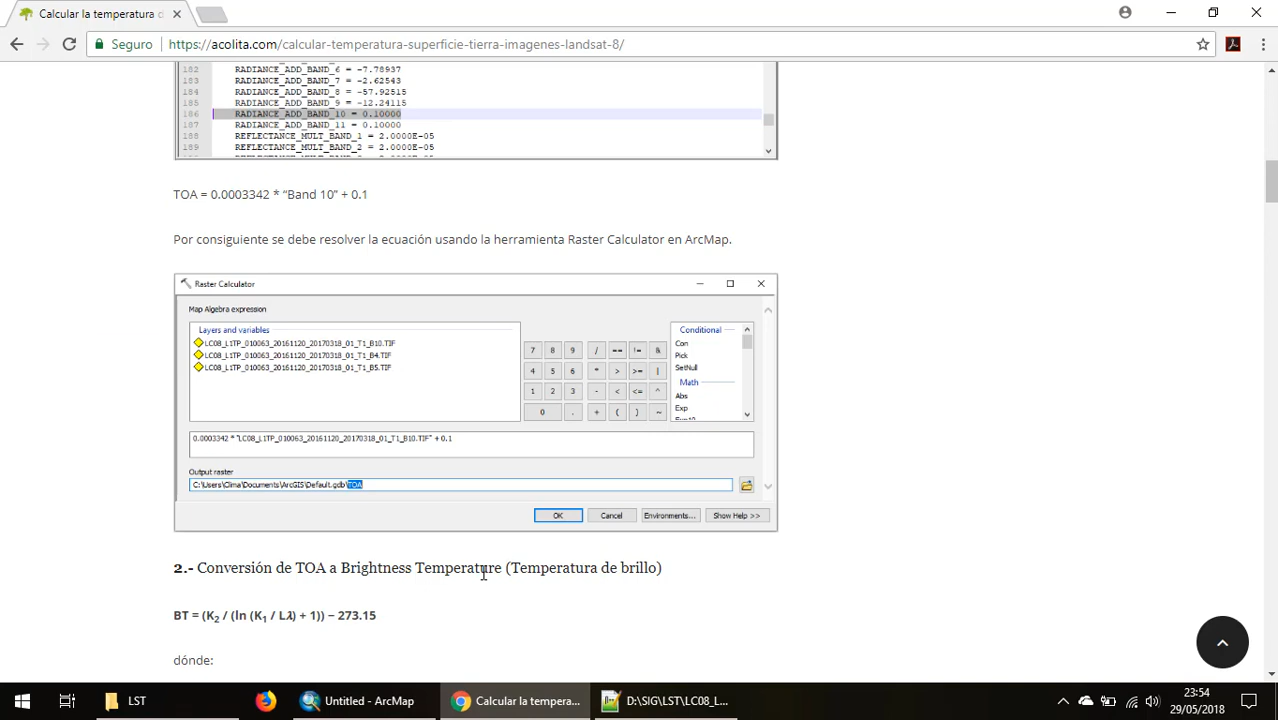 Calcular la temperatura d
Seguro
https://acolita.com/calcular-temperatura-superficie-tierra-imagenes-landsat-8/
182 RADIANCE_ADD_BAND_6 = -7.78937
183 RADIANCE_ADD_BAND_7 = -2.62543
184 RADIANCE_ADD_BAND_8 = -57.92515
185 RADIANCE_ADD_BAND_9 = -12.24115
186 RADIANCE_ADD_BAND_10 = 0.10000
187 RADIANCE_ADD_BAND_11 = 0.10000
188 REFLECTANCE_MULT_BAND_1 = 2.0000E-05
189 REFLECTANCE_MULT_BAND_2 = 2.0000E-05
TOA = 0.0003342 * “Band 10” + 0.1
Por consiguiente se debe resolver la ecuación usando la herramienta Raster Calculator en ArcMap.
Raster Calculator
Map Algebra expression
Layers and variables
LC08_L1TP_010063_20161120_20170318_01_T1_B10.TIF
LC08_L1TP_010063_20161120_20170318_01_T1_B4.TIF
LC08_L1TP_010063_20161120_20170318_01_T1_B5.TIF
7 8 9 / == != &
4 5 6 * > >= |
1 2 3 - < <= ^
0 . + ( ) ~
Conditional
Con
Pick
SetNull
Math
Abs
Exp
Exp10
0.0003342 * "LC08_L1TP_010063_20161120_20170318_01_T1_B10.TIF" + 0.1
Output raster
C:\Users\Clima\Documents\ArcGIS\Default.gdb\TOA
OK Cancel Environments... Show Help >>
2.- Conversión de TOA a Brightness Temperature (Temperatura de brillo)
BT = (K2 / (ln (K1 / Lλ) + 1)) − 273.15
dónde:
LST
Untitled - ArcMap
Calcular la tempera...
D:\SIG\LST\LC08_L...
23:54
29/05/2018